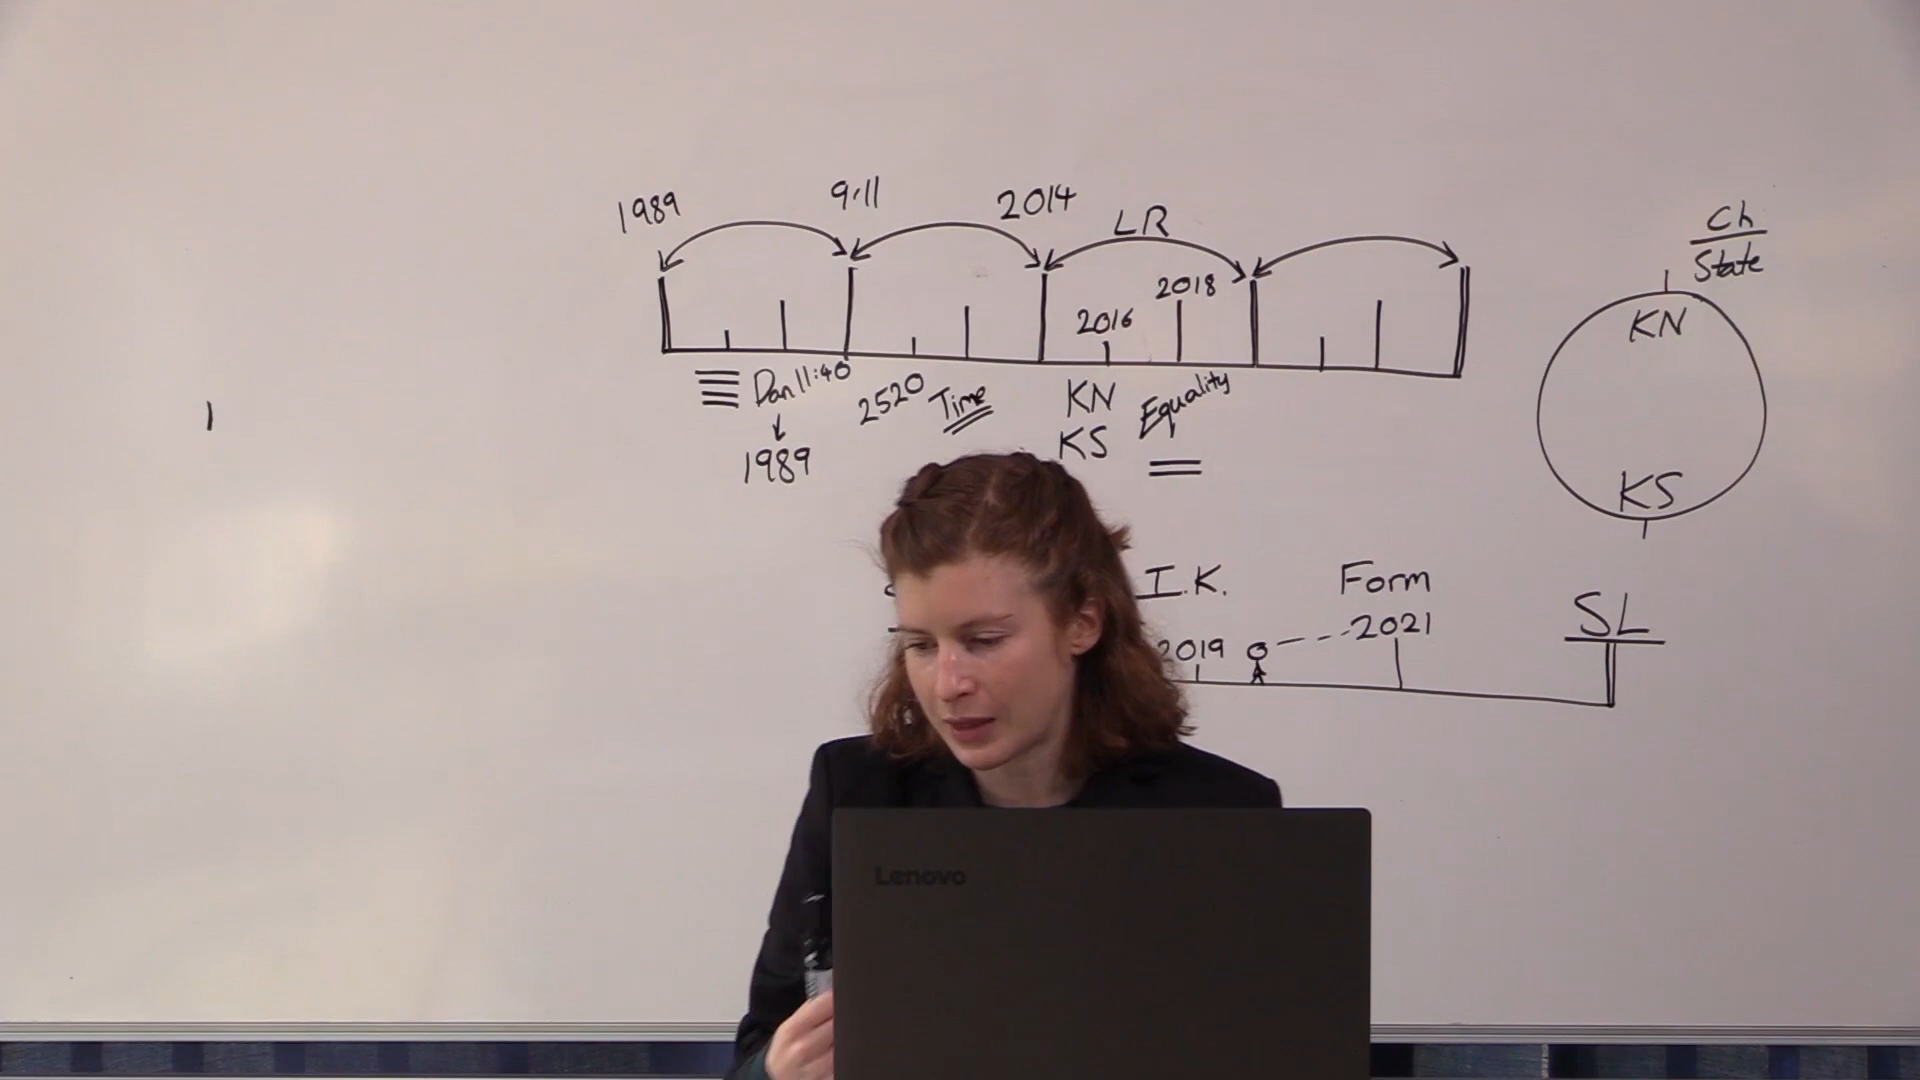 1989 9.11 2014 LR
2016 2018
Dan 11:40 2520 Time KN Equality
1989 KS
Ch
State
KN
KS
I.K. Form SL
2019 2021
Lenovo